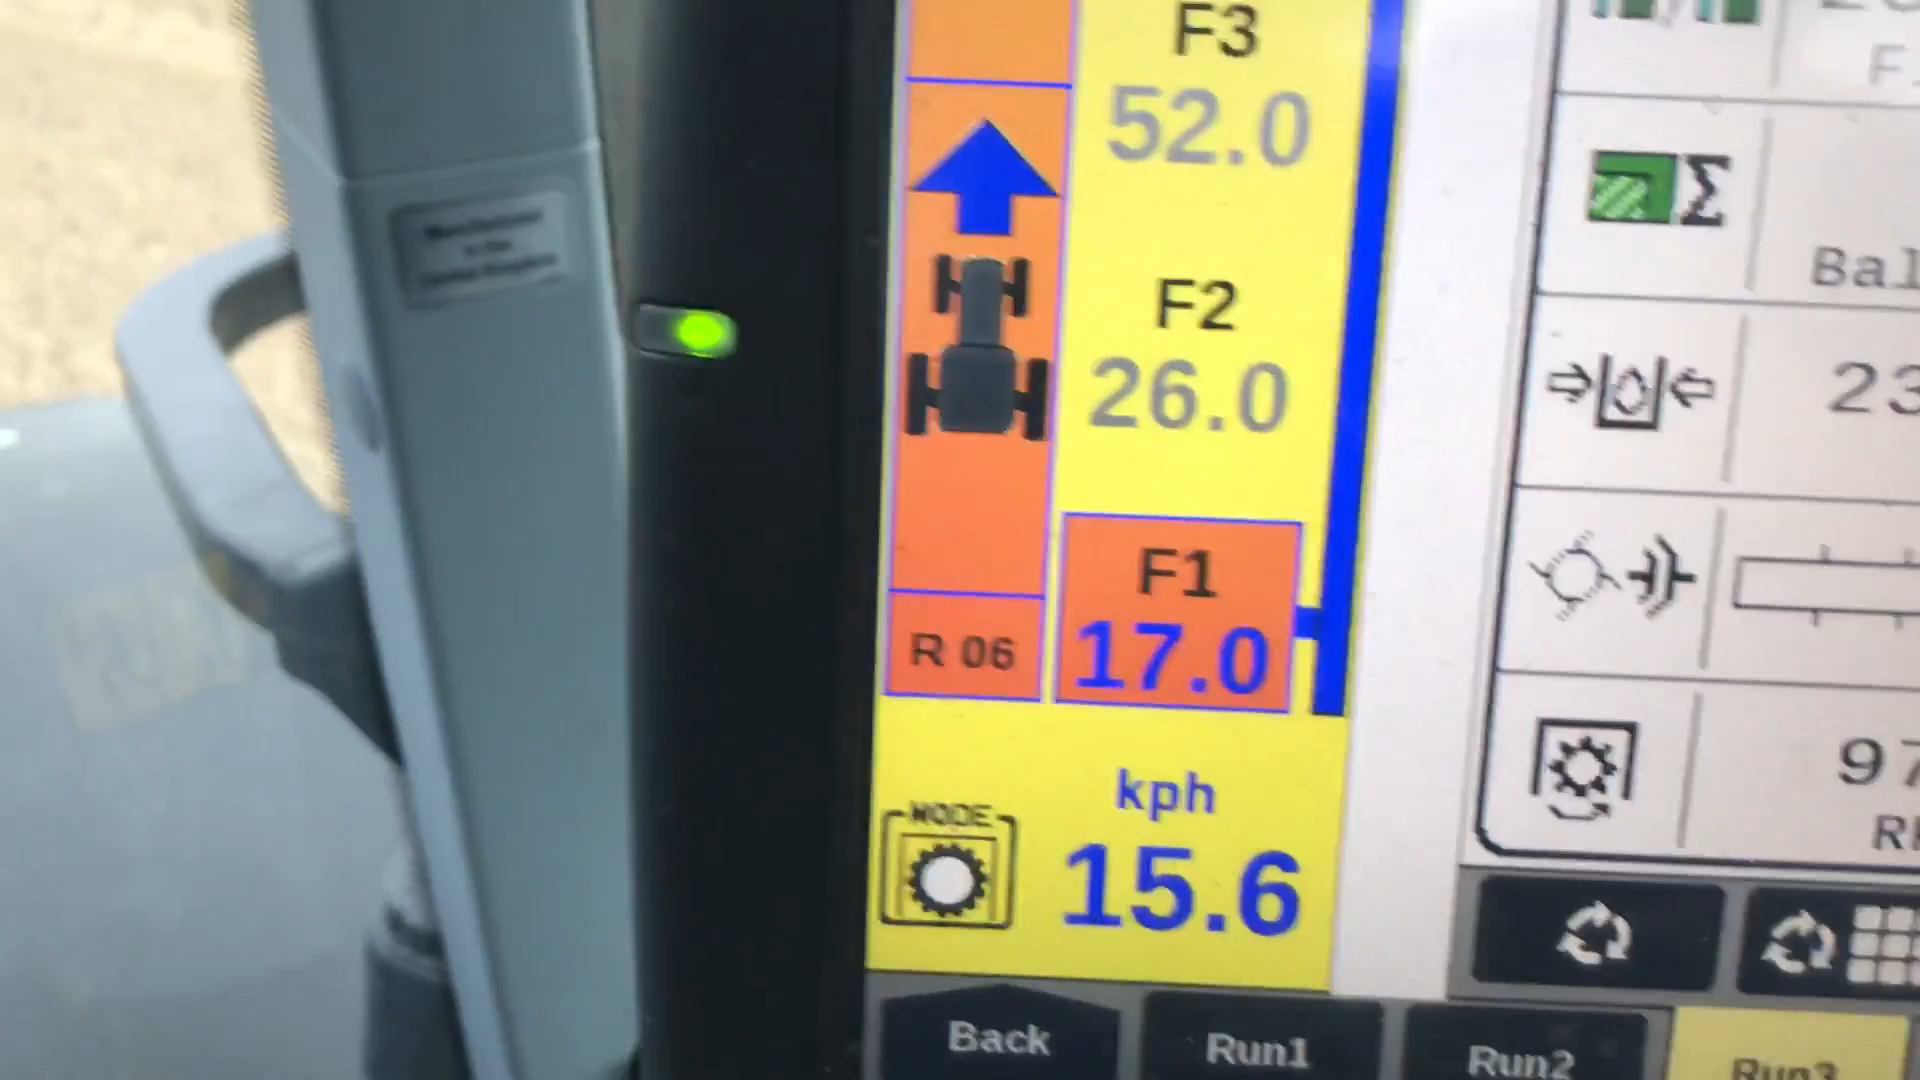 F3
52.0
F2
26.0
F1
17.0
R 06
kph
MODE
15.6
Bal
23
97
Back
Run1
Run2
Run3